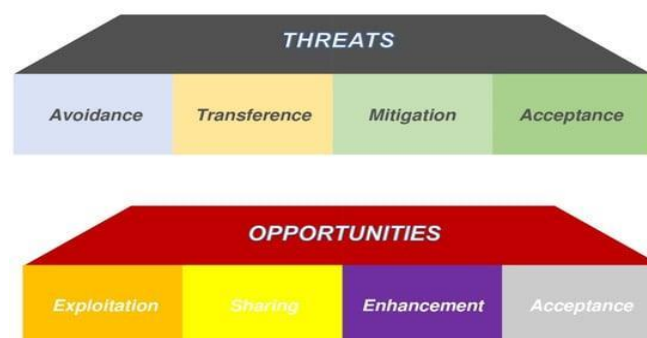 THREATS
Avoidance Transference Mitigation Acceptance
OPPORTUNITIES
Exploitation Sharing Enhancement Acceptance